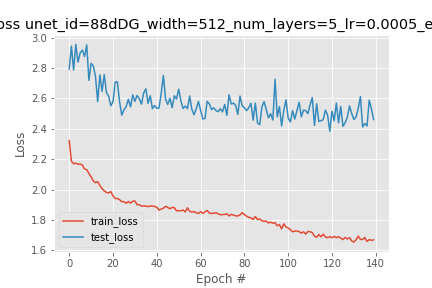 oss unet_id=88dDG_width=512_num_layers=5_lr=0.0005_e
3.0
2.8
2.6
2.4
2.2
2.0
1.8
1.6
Loss
train_loss
test_loss
0 20 40 60 80 100 120 140
Epoch #